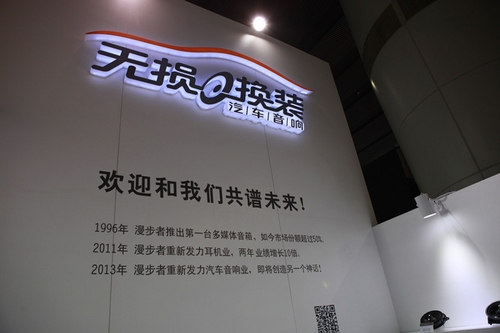 无损换装
汽车音响
欢迎和我们共谱未来！
1996年 漫步者推出第一台多媒体音箱，如今市场份额超过50%.
2011年 漫步者重新发力耳机业，两年业绩增长10倍.
2013年 漫步者重新发力汽车音响业，即将创造另一个神话！